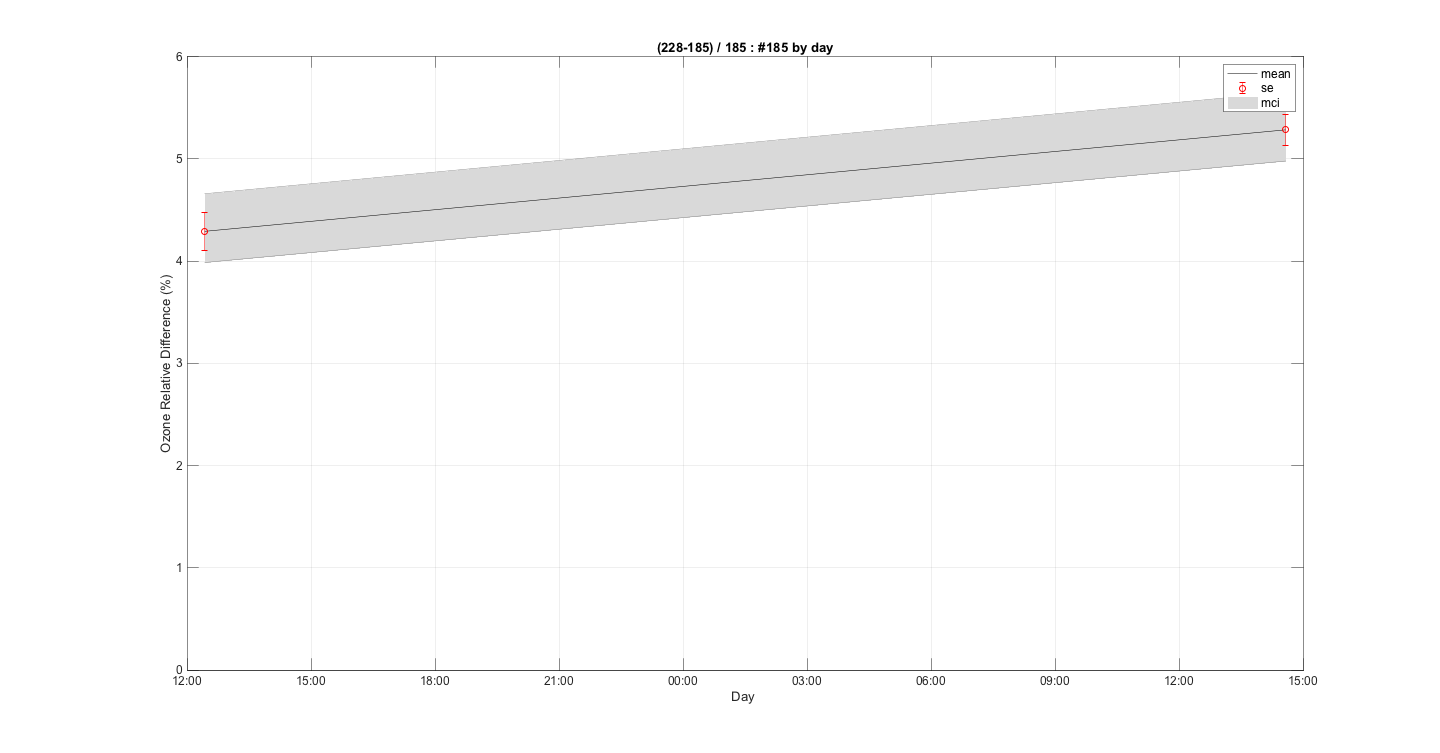 (228-185) / 185 : #185 by day
mean
se
mci
6
5
4
3
2
1
0
Ozone Relative Difference (%)
12:00 15:00 18:00 21:00 00:00 03:00 06:00 09:00 12:00 15:00
Day